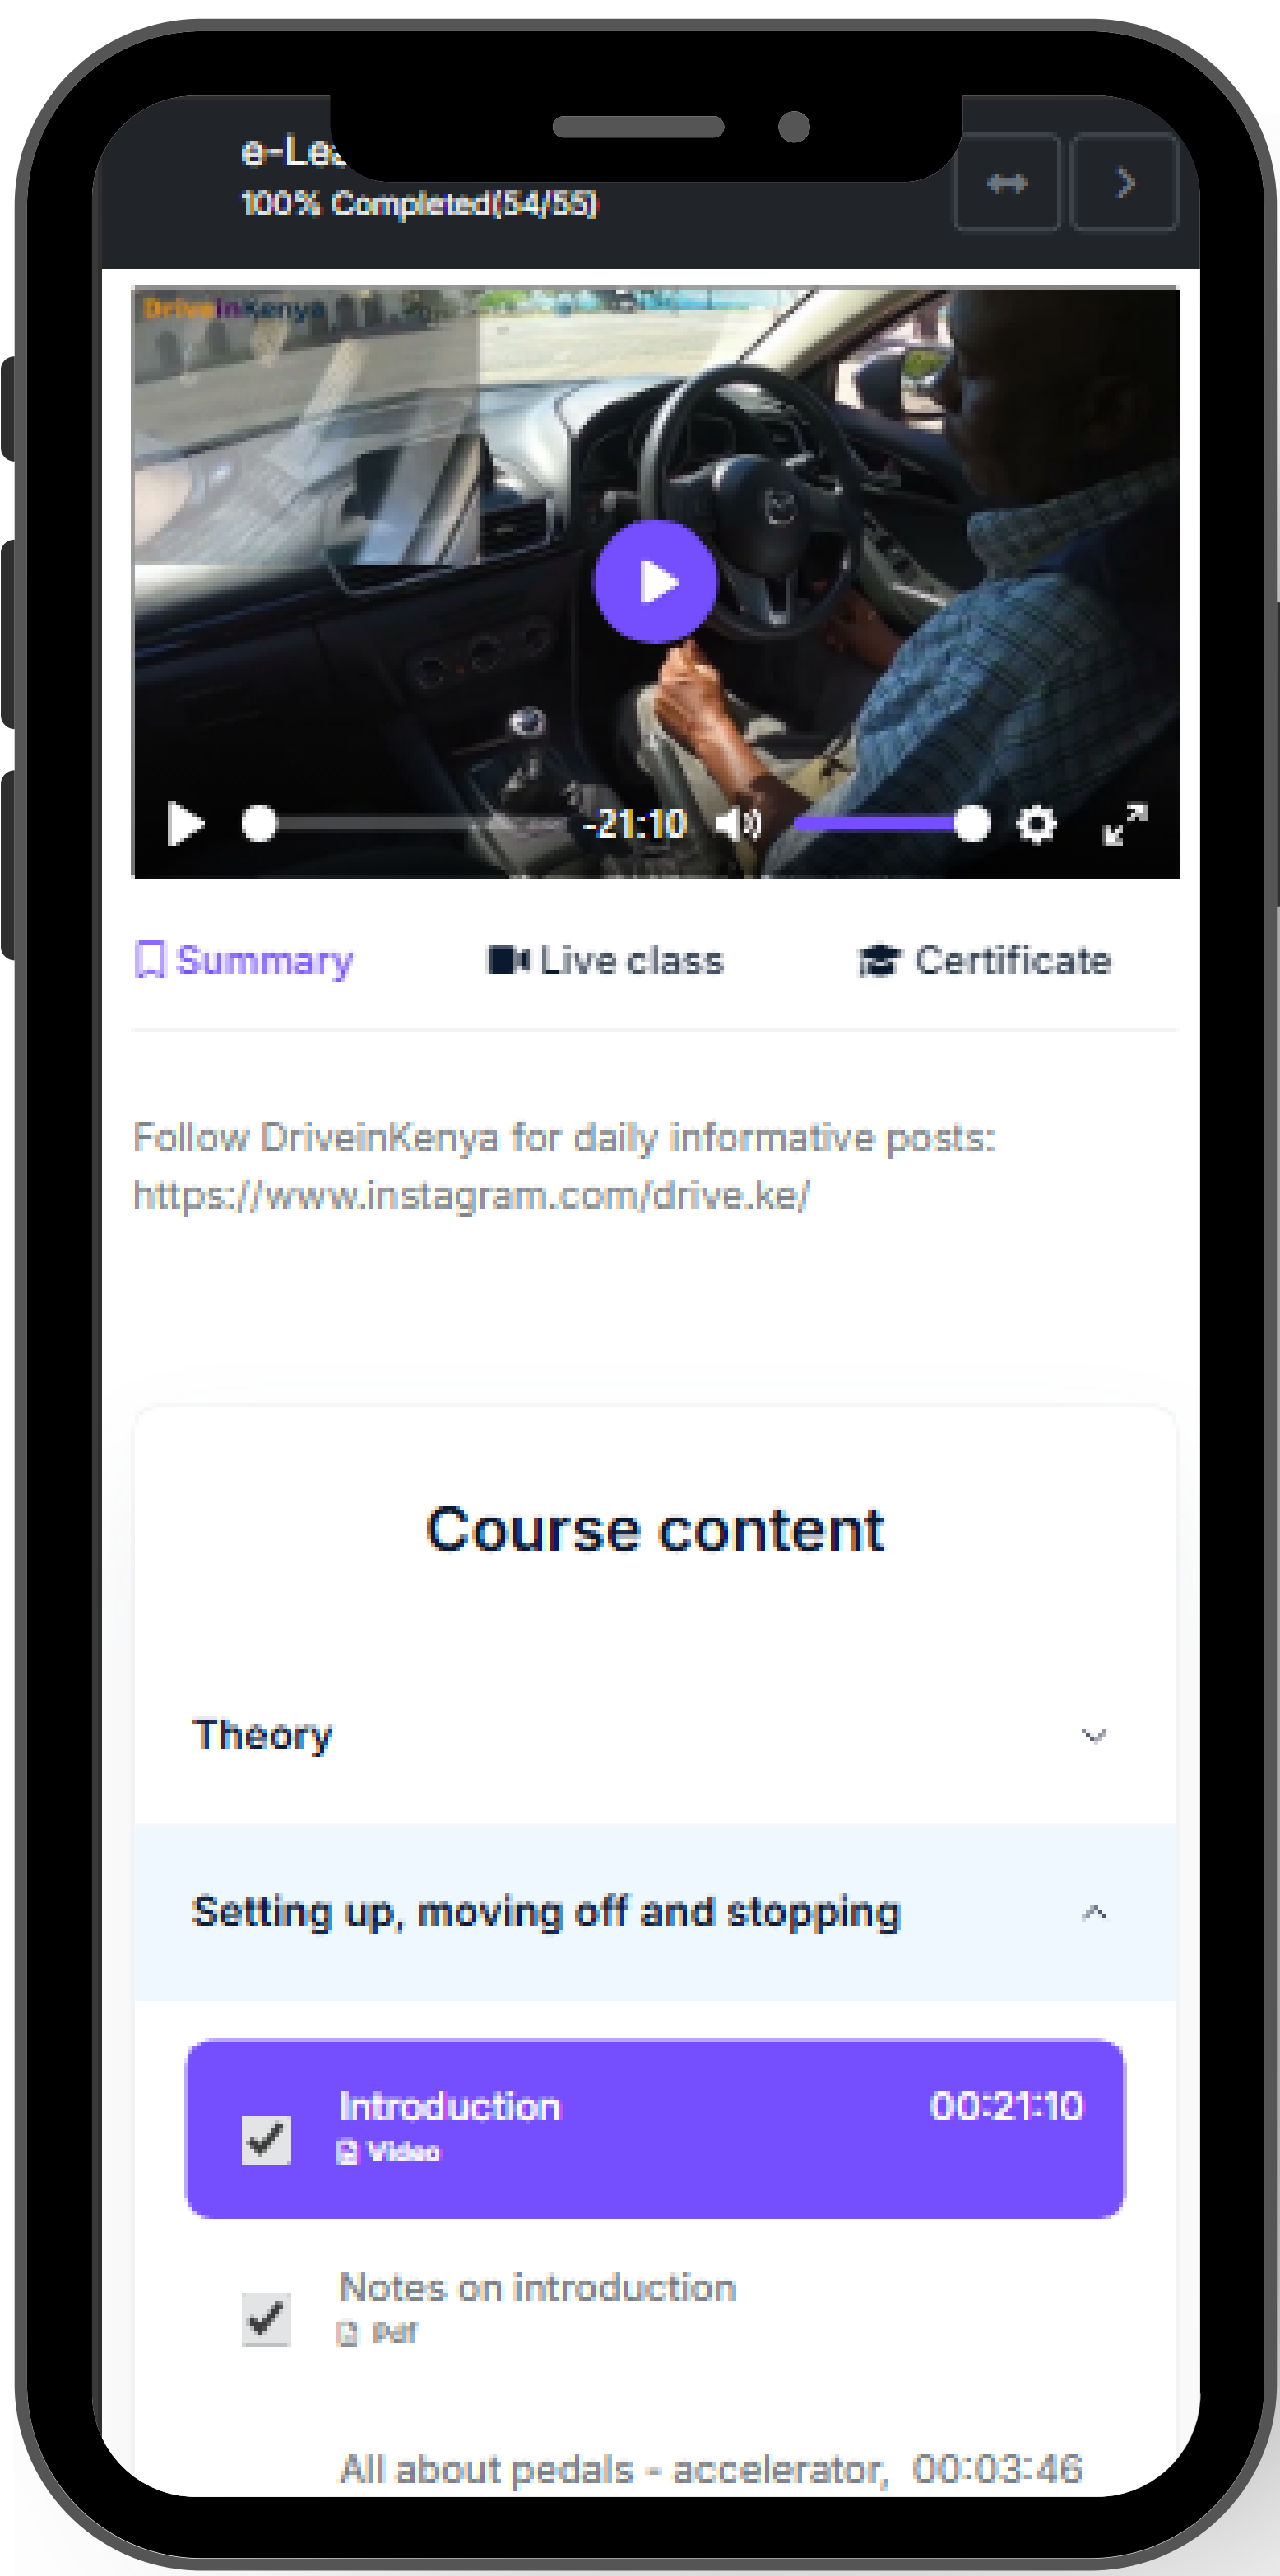 e-Lea
100% Completed(54/55)
DriveinKenya
-21:10
Summary
Live class
Certificate
Follow DriveinKenya for daily informative posts:
https://www.instagram.com/drive.ke/
Course content
Theory
Setting up, moving off and stopping
Introduction 00:21:10
Video
Notes on introduction
Pdf
All about pedals - accelerator, 00:03:46